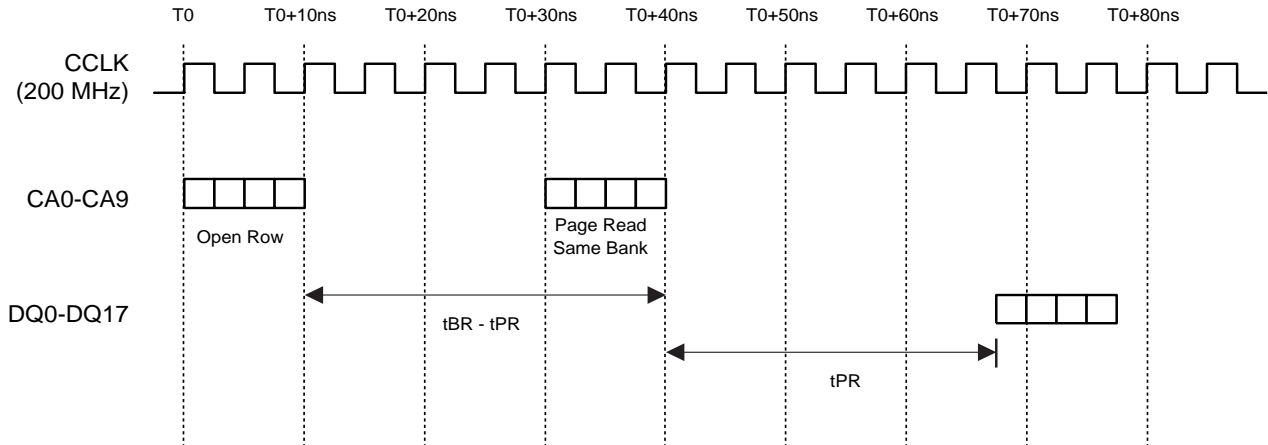 T0 T0+10ns T0+20ns T0+30ns T0+40ns T0+50ns T0+60ns T0+70ns T0+80ns
CCLK
(200 MHz)
CA0-CA9
Open Row
Page Read
Same Bank
DQ0-DQ17
tBR - tPR
tPR